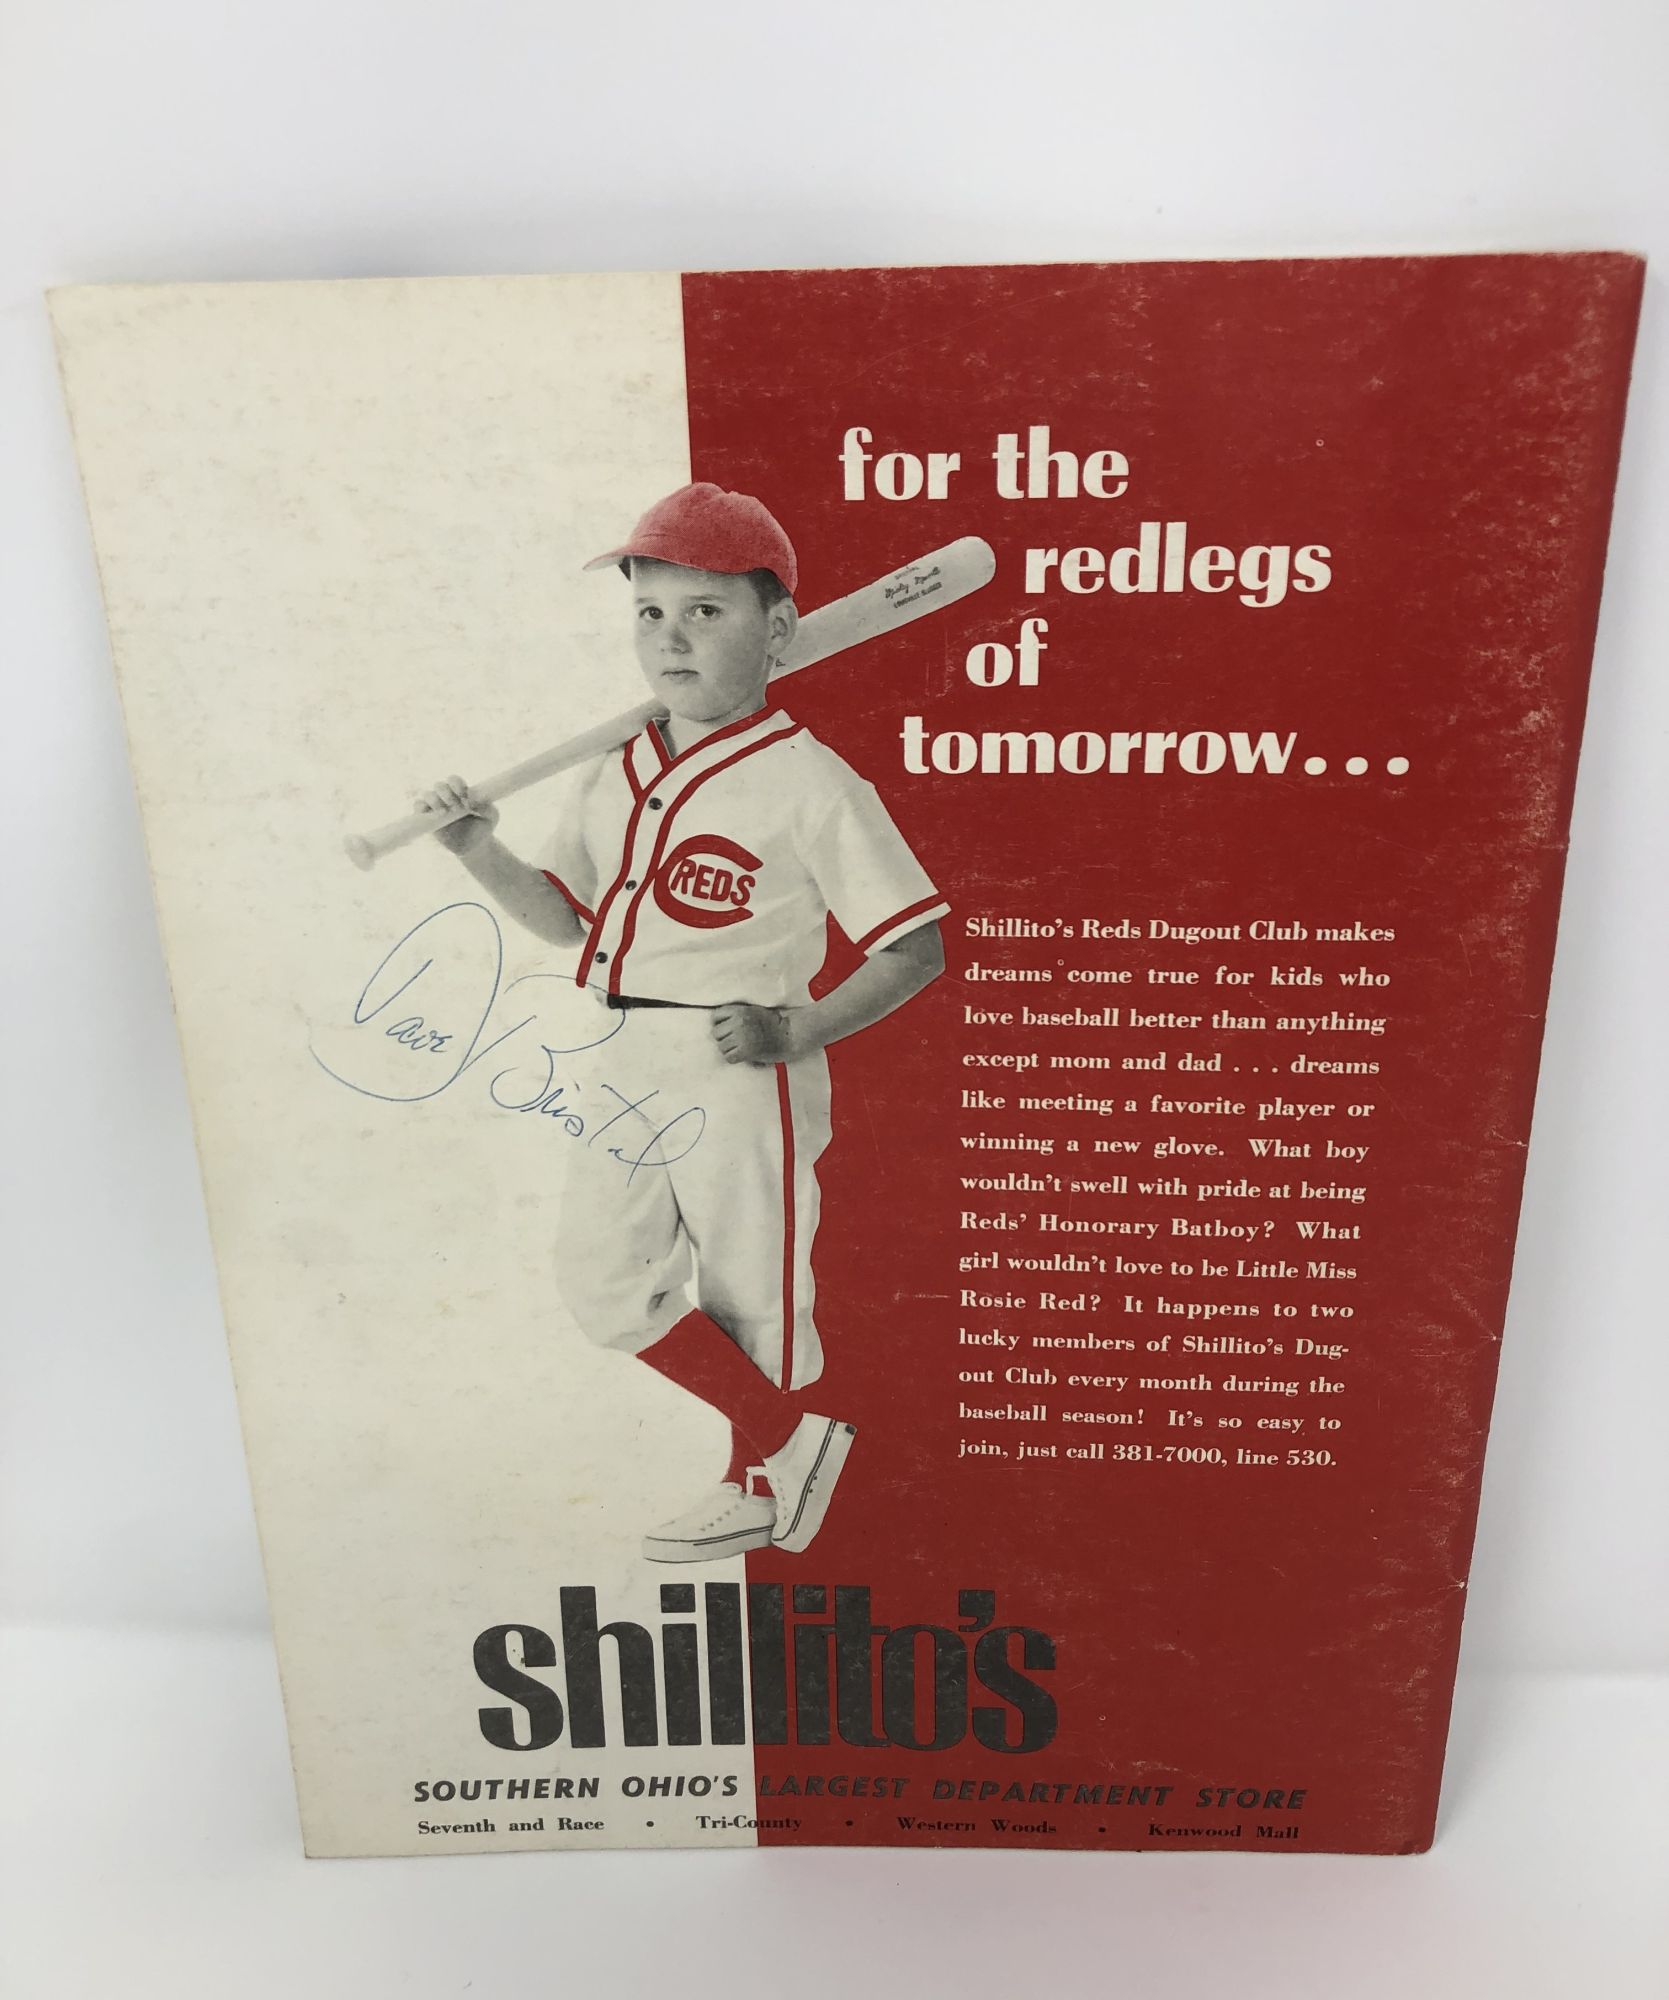 for the
redlegs
of
tomorrow...
REDS
Dave Bristol
Shillito's Reds Dugout Club makes
dreams come true for kids who
love baseball better than anything
except mom and dad . . . dreams
like meeting a favorite player or
winning a new glove. What boy
wouldn't swell with pride at being
Reds' Honorary Batboy? What
girl wouldn't love to be Little Miss
Rosie Red? It happens to two
lucky members of Shillito's Dug-
out Club every month during the
baseball season! It's so easy to
join, just call 381-7000, line 530.
shillito's
SOUTHERN OHIO'S LARGEST DEPARTMENT STORE
Seventh and Race • Tri-County • Western Woods • Kenwood Mall